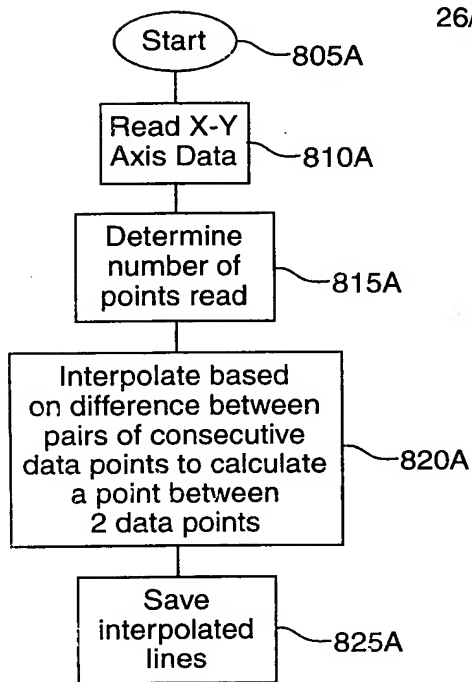 26A
Start
805A
Read X-Y
Axis Data
810A
Determine
number of
points read
815A
Interpolate based
on difference between
pairs of consecutive
data points to calculate
a point between
2 data points
820A
Save
interpolated
lines
825A